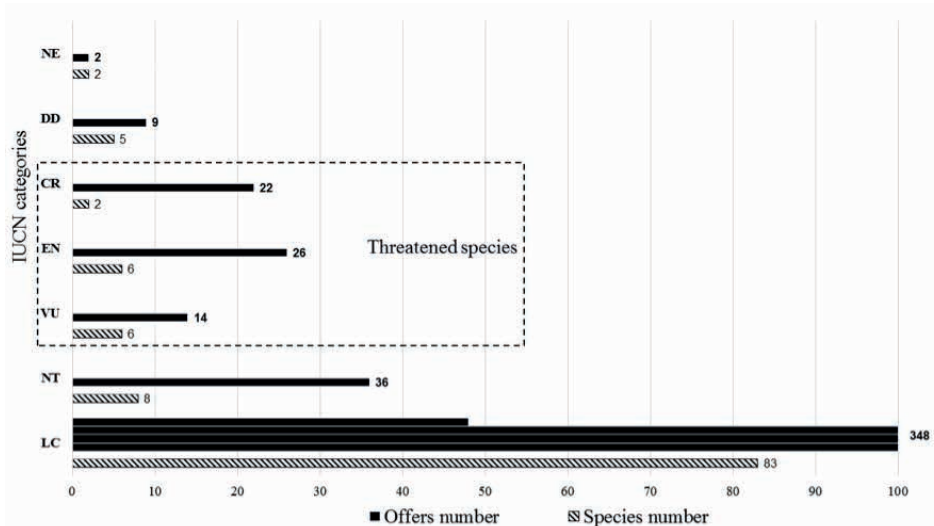 IUCN categories
NE
2
2
DD
9
5
CR
22
2
EN
26
6
Threatened species
VU
14
6
NT
36
8
LC
348
83
0 10 20 30 40 50 60 70 80 90 100
Offers number Species number